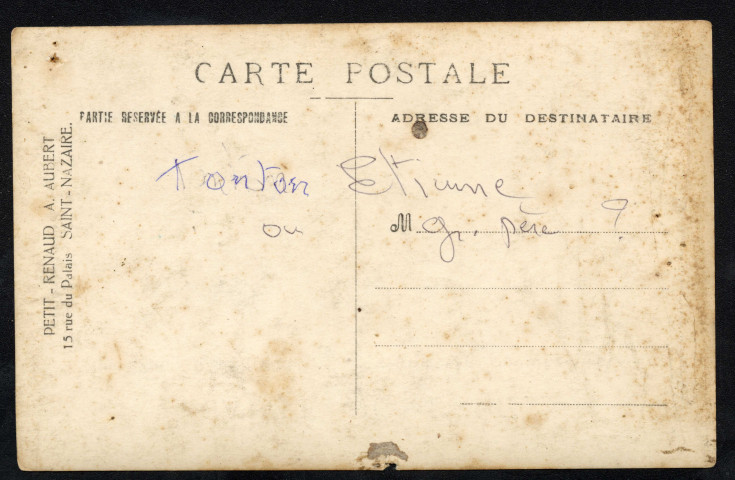 CARTE POSTALE
PARTIE RESERVÉE A LA CORRESPONDANCE
ADRESSE DU DESTINATAIRE
PETIT-RENAUD A. AUBERT
15 rue du Palais SAINT-NAZAIRE.
Tonton Etienne
ou M gr. père ?